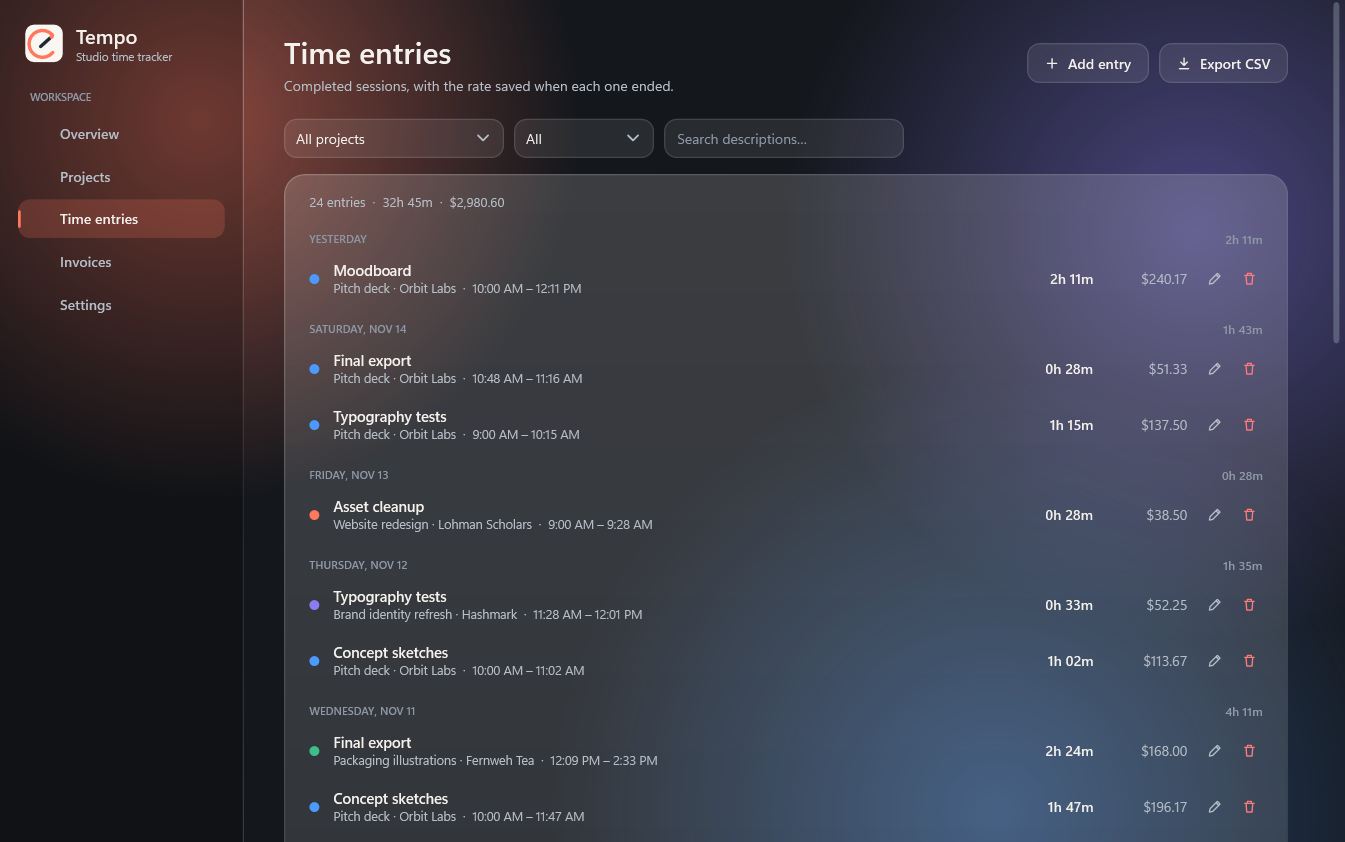 Tempo
Studio time tracker
WORKSPACE
Overview
Projects
Time entries
Invoices
Settings
Time entries
Completed sessions, with the rate saved when each one ended.
Add entry
Export CSV
All projects
All
Search descriptions...
24 entries · 32h 45m · $2,980.60
YESTERDAY 2h 11m
Moodboard
Pitch deck · Orbit Labs · 10:00 AM – 12:11 PM
2h 11m $240.17
SATURDAY, NOV 14 1h 43m
Final export
Pitch deck · Orbit Labs · 10:48 AM – 11:16 AM
0h 28m $51.33
Typography tests
Pitch deck · Orbit Labs · 9:00 AM – 10:15 AM
1h 15m $137.50
FRIDAY, NOV 13 0h 28m
Asset cleanup
Website redesign · Lohman Scholars · 9:00 AM – 9:28 AM
0h 28m $38.50
THURSDAY, NOV 12 1h 35m
Typography tests
Brand identity refresh · Hashmark · 11:28 AM – 12:01 PM
0h 33m $52.25
Concept sketches
Pitch deck · Orbit Labs · 10:00 AM – 11:02 AM
1h 02m $113.67
WEDNESDAY, NOV 11 4h 11m
Final export
Packaging illustrations · Fernweh Tea · 12:09 PM – 2:33 PM
2h 24m $168.00
Concept sketches
Pitch deck · Orbit Labs · 10:00 AM – 11:47 AM
1h 47m $196.17